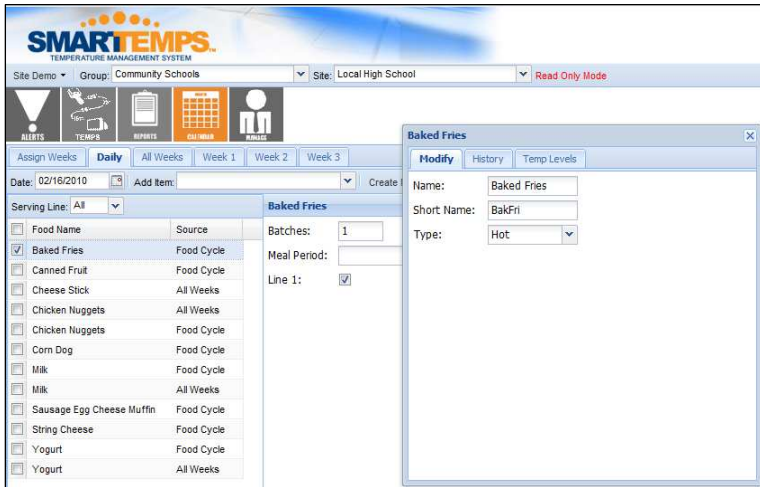 SMARTTEMPS™
TEMPERATURE MANAGEMENT SYSTEM
Site Demo Group: Community Schools Site: Local High School Read Only Mode
ALERTS TEMPS REPORTS CALENDAR MANAGE
Assign Weeks Daily All Weeks Week 1 Week 2 Week 3
Date: 02/16/2010 Add Item: Create
Serving Line: All
Food Name Source
Baked Fries Food Cycle
Canned Fruit Food Cycle
Cheese Stick All Weeks
Chicken Nuggets All Weeks
Chicken Nuggets Food Cycle
Corn Dog Food Cycle
Milk Food Cycle
Milk All Weeks
Sausage Egg Cheese Muffin Food Cycle
String Cheese Food Cycle
Yogurt Food Cycle
Yogurt All Weeks
Baked Fries
Batches: 1
Meal Period:
Line 1:
Baked Fries
Modify History Temp Levels
Name: Baked Fries
Short Name: BakFri
Type: Hot